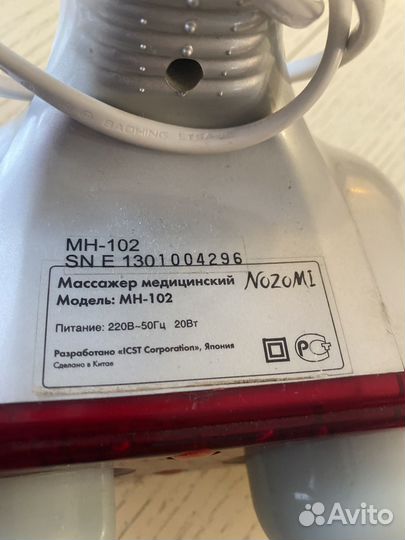 MH-102
SN E 1301004296
Массажер медицинский NOZOMI
Модель: МН-102
Питание: 220В~50Гц 20Вт
Разработано «ICST Corporation», Япония
Сделано в Китае
Avito